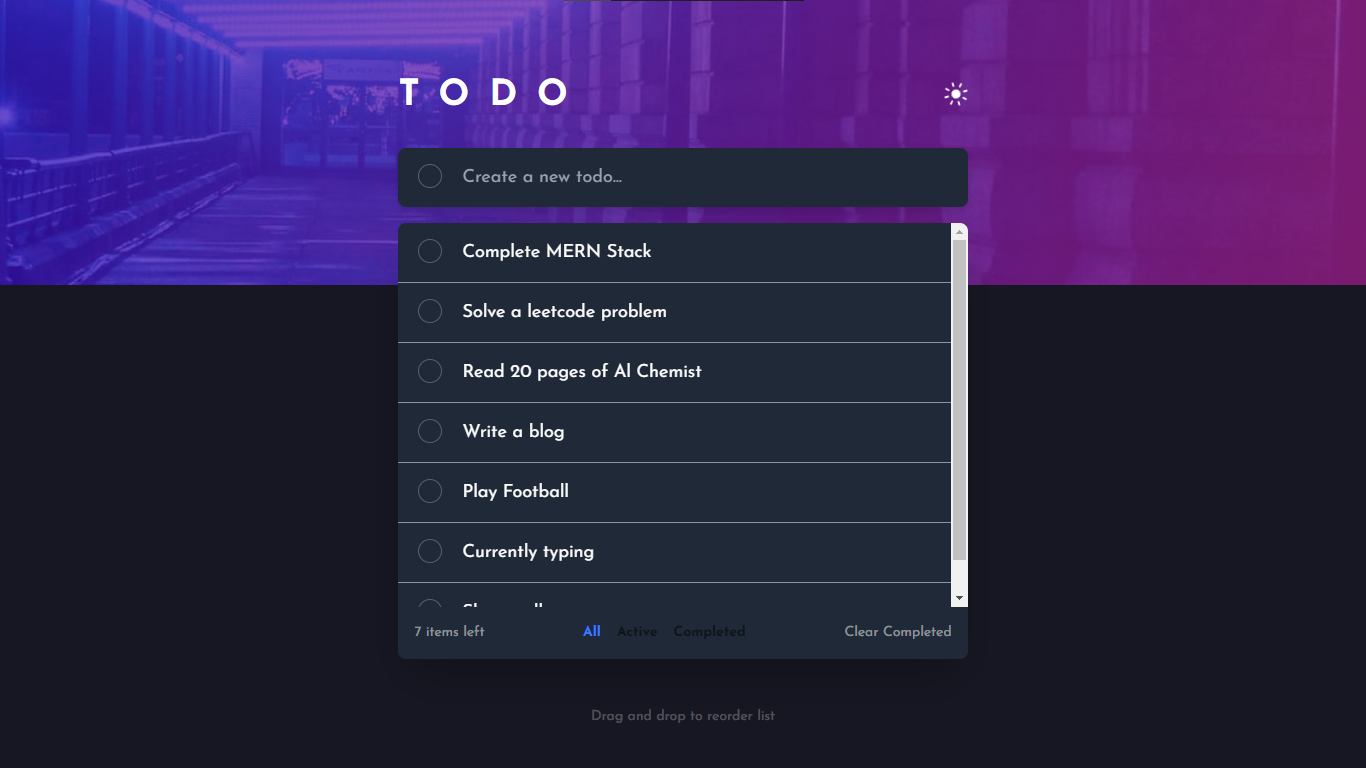 TODO
Create a new todo...
Complete MERN Stack
Solve a leetcode problem
Read 20 pages of Al Chemist
Write a blog
Play Football
Currently typing
7 items left
All Active Completed
Clear Completed
Drag and drop to reorder list